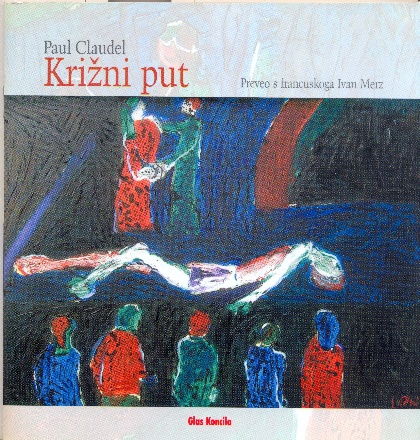 Paul Claudel
Križni put
Preveo s francuskoga Ivan Merz
Glas Koncila